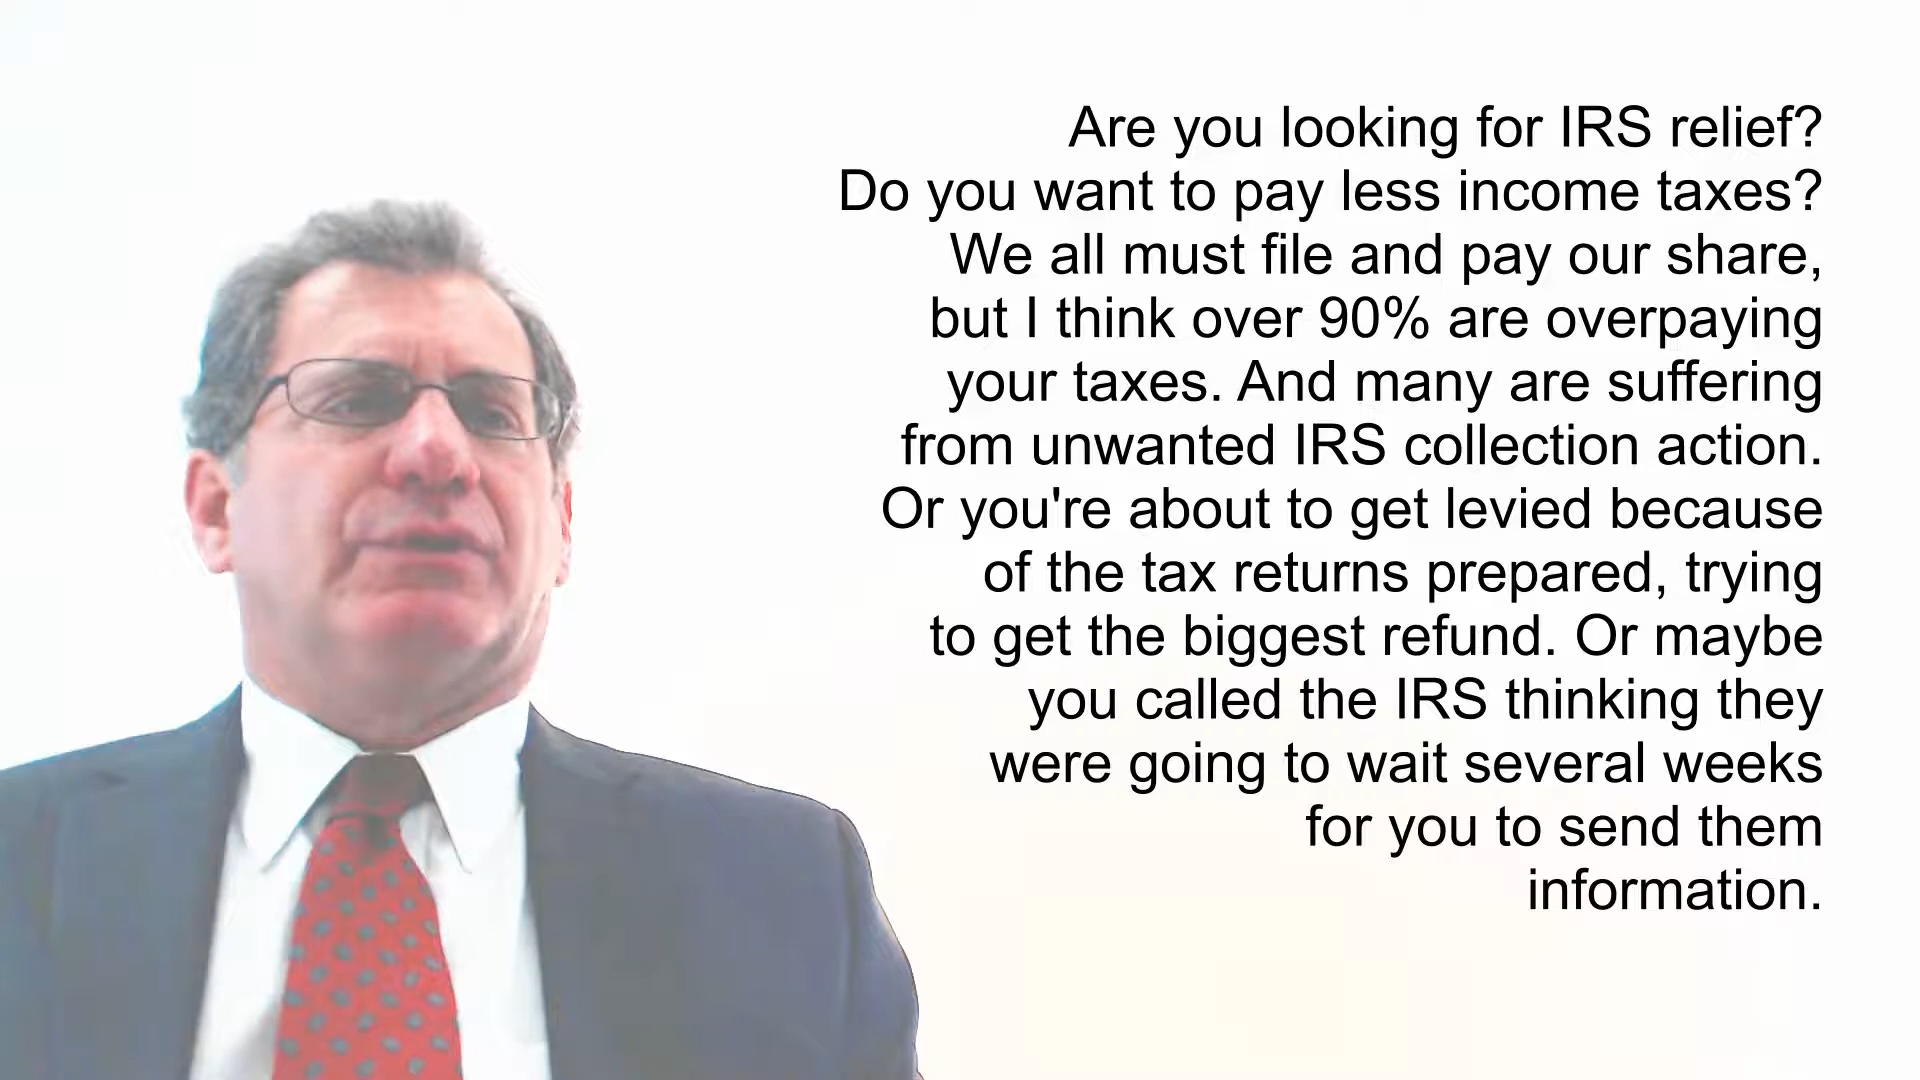 Are you looking for IRS relief?
Do you want to pay less income taxes?
We all must file and pay our share,
but I think over 90% are overpaying
your taxes. And many are suffering
from unwanted IRS collection action.
Or you're about to get levied because
of the tax returns prepared, trying
to get the biggest refund. Or maybe
you called the IRS thinking they
were going to wait several weeks
for you to send them
information.